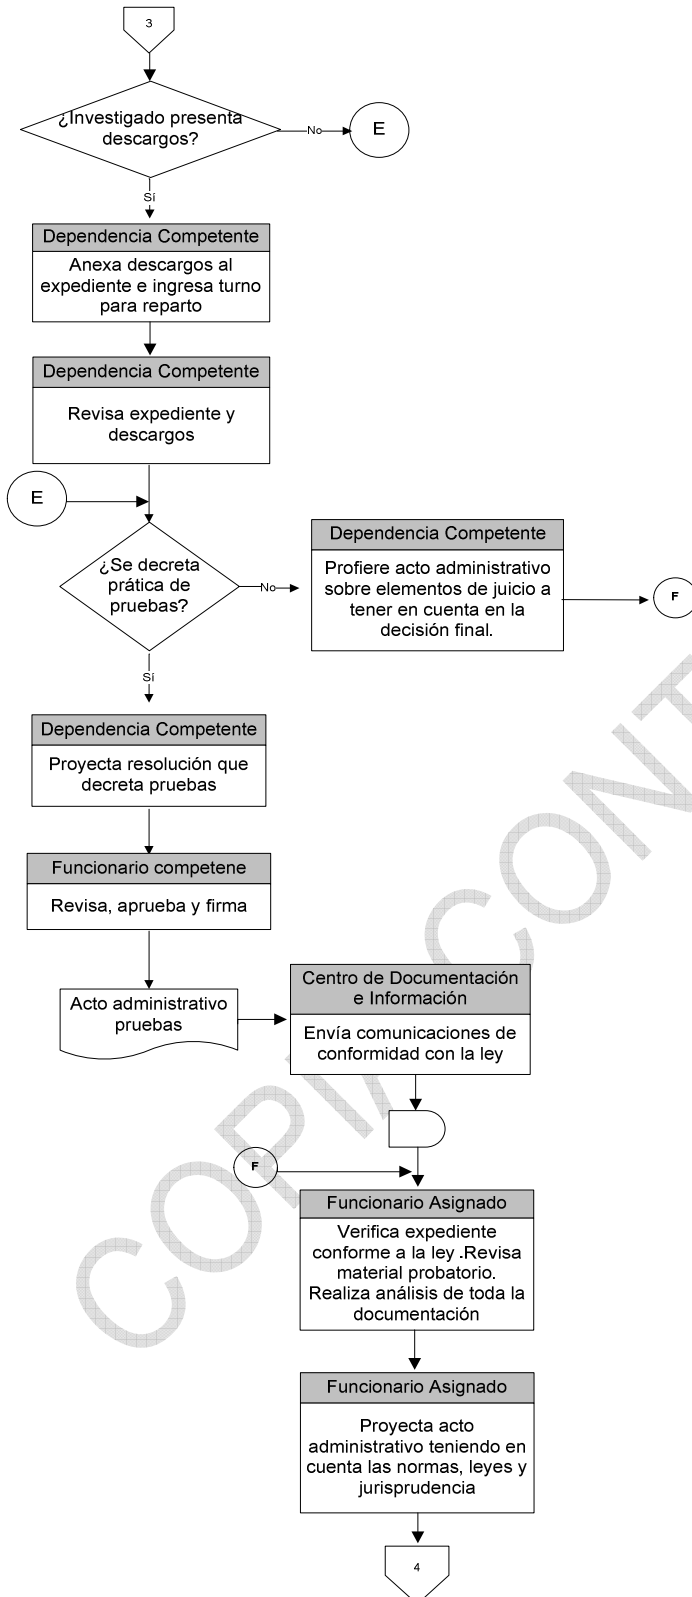 3
¿Investigado presenta
descargos?
No
E
Sí
Dependencia Competente
Anexa descargos al
expediente e ingresa turno
para reparto
Dependencia Competente
Revisa expediente y
descargos
E
¿Se decreta
prática de
pruebas?
No
Dependencia Competente
Profiere acto administrativo
sobre elementos de juicio a
tener en cuenta en la
decisión final.
F
Sí
Dependencia Competente
Proyecta resolución que
decreta pruebas
Funcionario competene
Revisa, aprueba y firma
Acto administrativo
pruebas
Centro de Documentación
e Información
Envía comunicaciones de
conformidad con la ley
F
Funcionario Asignado
Verifica expediente
conforme a la ley .Revisa
material probatorio.
Realiza análisis de toda la
documentación
Funcionario Asignado
Proyecta acto
administrativo teniendo en
cuenta las normas, leyes y
jurisprudencia
4
COPIA CONT